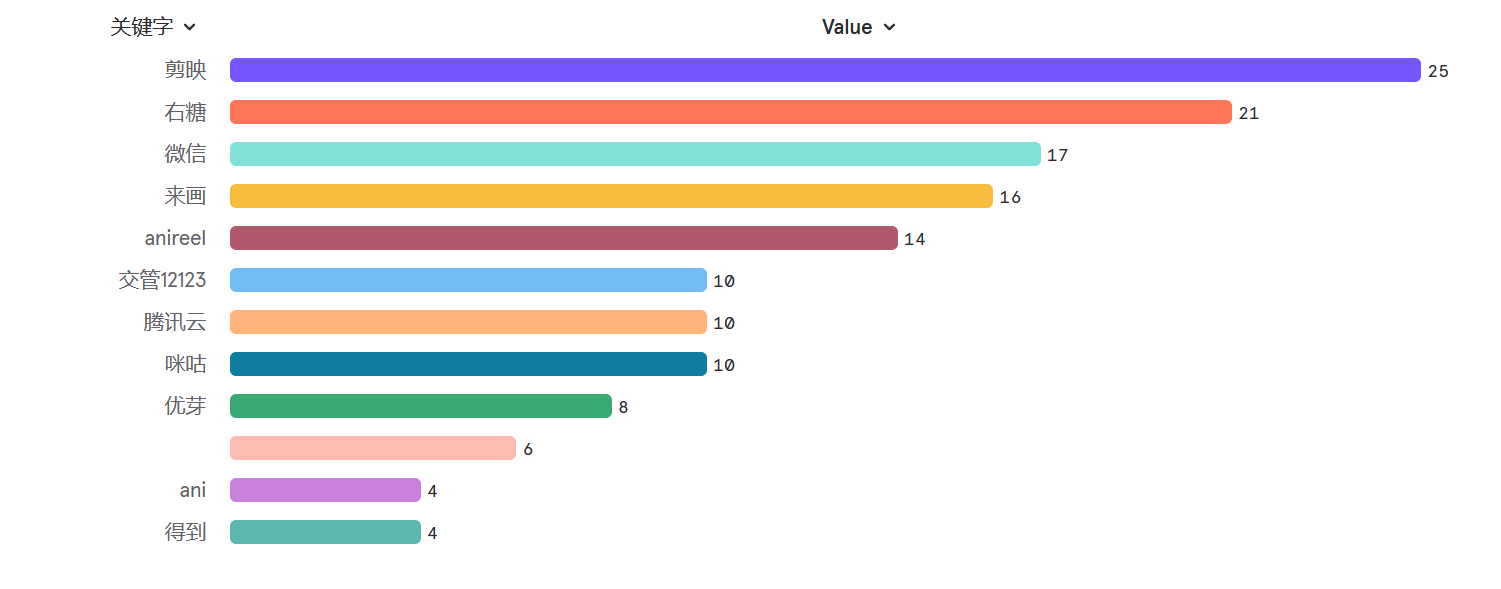 关键字 Value
剪映 25
右糖 21
微信 17
来画 16
anireel 14
交管12123 10
腾讯云 10
咪咕 10
优芽 8
6
ani 4
得到 4